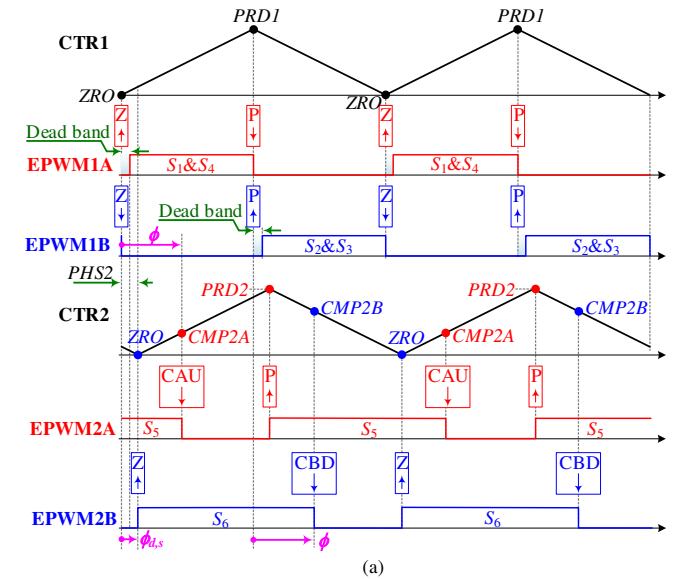 PRD1 PRD1
CTR1
ZRO ZRO
Z P Z P
Dead band
EPWM1A S1&S4 S1&S4
Z P Z P
Dead band
ϕ
EPWM1B S2&S3 S2&S3
PHS2
PRD2 PRD2
CTR2 ZRO CMP2A CMP2B ZRO CMP2A CMP2B
CAU P CAU P
EPWM2A S5 S5 S5
Z CBD Z CBD
EPWM2B S6 S6
ϕd,s ϕ
(a)